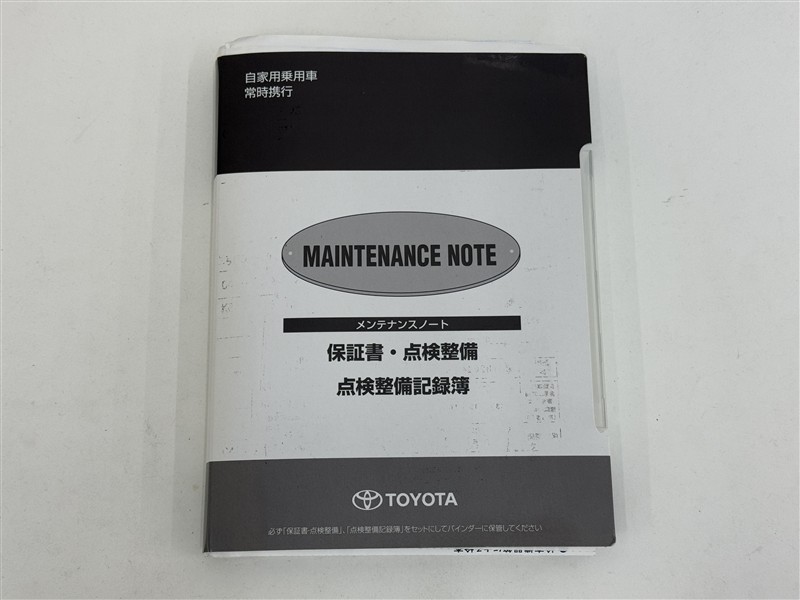 自家用乗用車
常時携行
MAINTENANCE NOTE
メンテナンスノート
保証書・点検整備
点検整備記録簿
TOYOTA
必ず「保証書・点検整備」、「点検整備記録簿」をセットにしてバインダーに保管してください